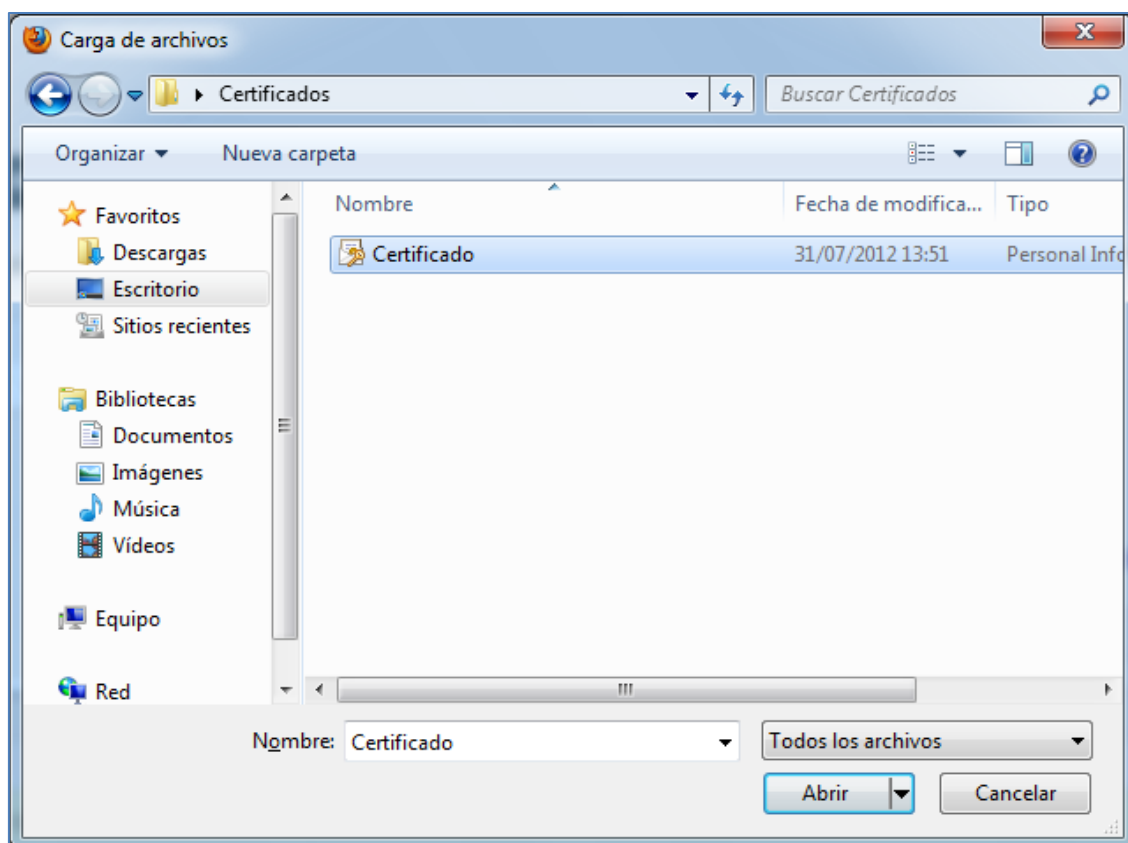 Carga de archivos
Certificados
Buscar Certificados
Organizar
Nueva carpeta
Nombre
Fecha de modifica...
Tipo
Favoritos
Descargas
Escritorio
Sitios recientes
Bibliotecas
Documentos
Imágenes
Música
Vídeos
Equipo
Red
Certificado
31/07/2012 13:51
Personal Info
Nombre:
Certificado
Todos los archivos
Abrir
Cancelar